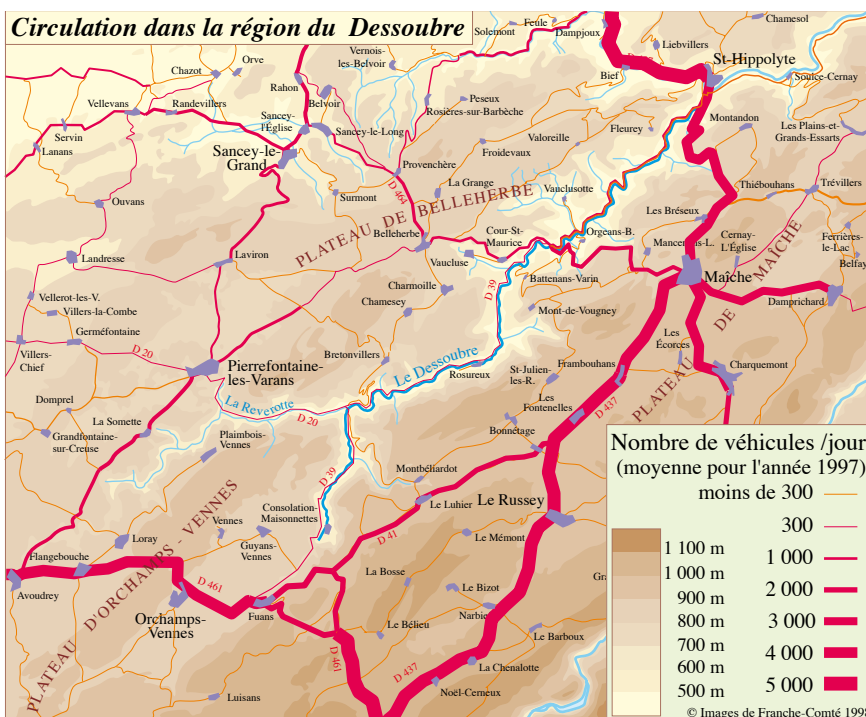 Circulation dans la région du Dessoubre
Solemont
Feule
Dampjoux
Chamesol
Liebvillers
Vernois-
les-Belvoir
Chazot
Orve
Bief
St-Hippolyte
Soulce-Cernay
Rahon
Belvoir
Peseux
Rosières-sur-Barbèche
Vellevans
Randevillers
Sancey-
l'Église
Sancey-le-Long
Servin
Lanans
Valoreille
Fleurey
Montandon
Les Plains-et-
Grands-Essarts
Sancey-le-
Grand
Froidevaux
Provenchère
La Grange
Surmont
D 464
Vauclusotte
Thiébouhans
Trévillers
Ouvans
PLATEAU DE BELLEHERBE
Les Bréseux
Belleherbe
Cour-St-
Maurice
Orgeans-B.
Cernay-
L'Église
Ferrières-
le-Lac
Landresse
Laviron
Vaucluse
Battenans-Varin
Maîche
Vellerot-les-V.
Villers-la-Combe
Charmoille
Chamesey
D 39
Mont-de-Vougney
Damprichard
Germéfontaine
Villers-
Chief
D 20
Bretonvillers
Les
Écorces
PLATEAU DE MAÎCHE
Pierrefontaine-
les-Varans
Le Dessoubre
Rosureux
St-Julien-
les-R.
Frambouhans
Charquemont
Domprel
La Reverotte
D 20
Les
Fontenelles
D 437
La Somette
Grandfontaine-
sur-Creuse
Plaimbois-
Vennes
Bonnétage
Montbéliardot
D 39
Le Luhier
Le Russey
Consolation-
Maisonnettes
Vennes
Loray
Guyans-
Vennes
D 41
Le Mémont
Flangebouche
PLATEAU D'ORCHAMPS - VENNES
La Bosse
Avoudrey
D 461
Le Bizot
Orchamps-
Vennes
Fuans
Le Bélieu
Le Barboux
D 461
D 437
La Chenalotte
Luisans
Noël-Cerneux
Nombre de véhicules /jour
(moyenne pour l'année 1997)
moins de 300
300
1 000
2 000
3 000
4 000
5 000
1 100 m
1 000 m
900 m
800 m
700 m
600 m
500 m
© Images de Franche-Comté 1998